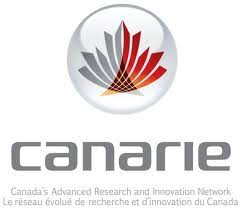 canarie
Canada's Advanced Research and Innovation Network
Le réseau évolué de recherche et d'innovation du Canada